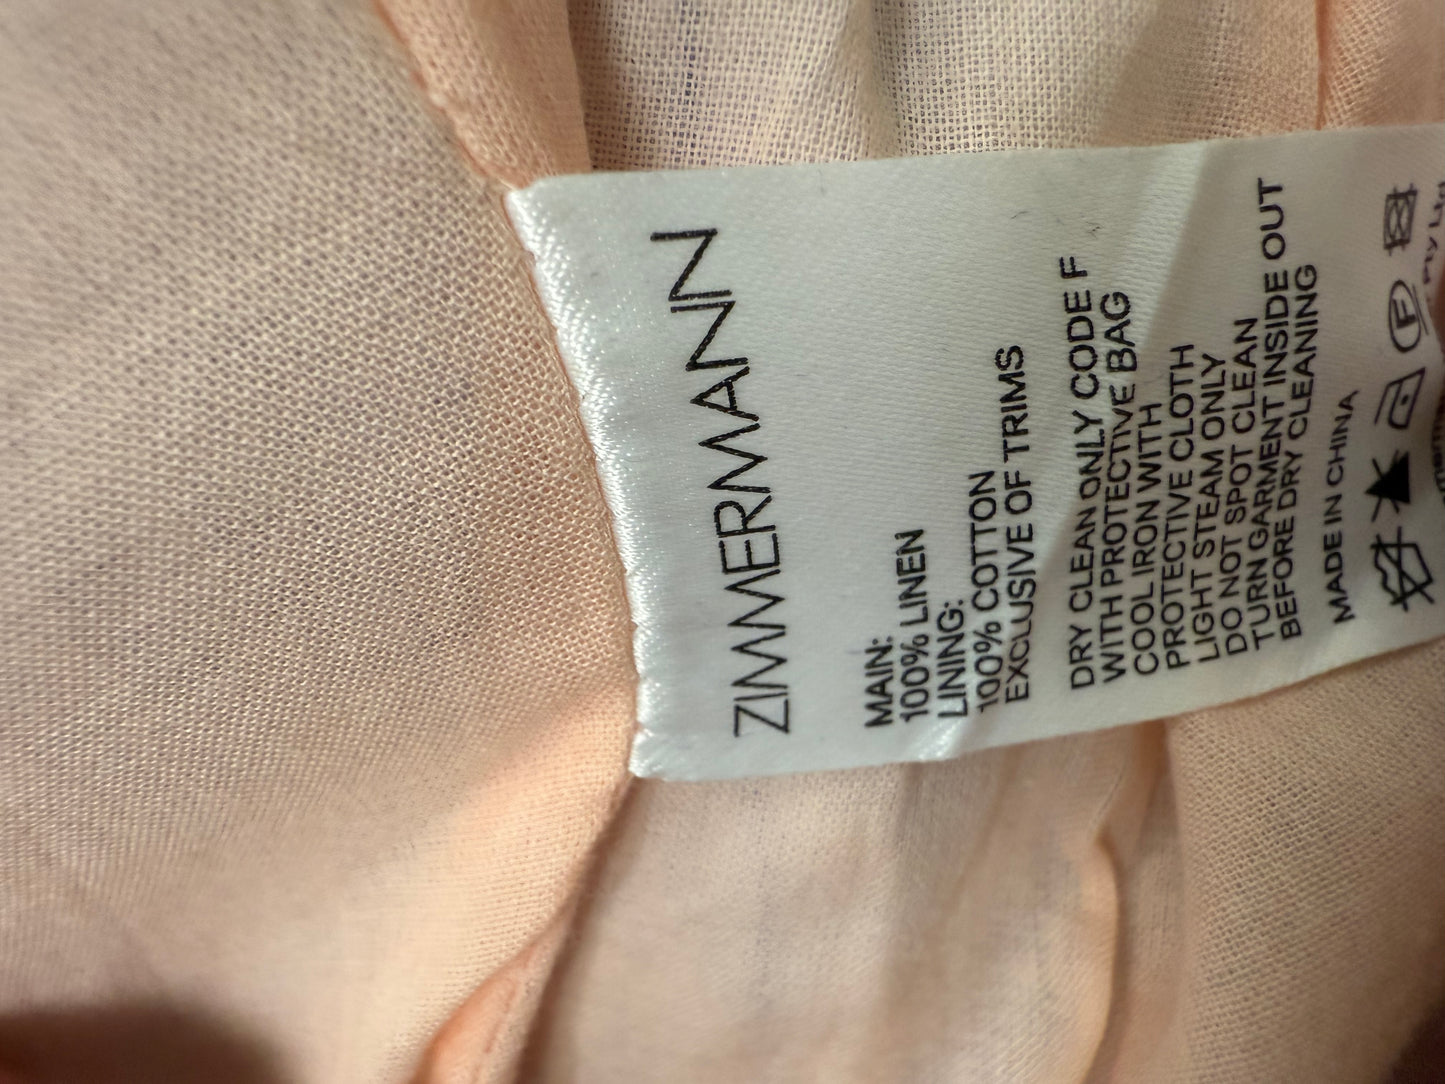 ZIMMERMANN
MAIN:
100% LINEN
LINING:
100% COTTON
EXCLUSIVE OF TRIMS
DRY CLEAN ONLY CODE F
WITH PROTECTIVE BAG
COOL IRON WITH
PROTECTIVE CLOTH
LIGHT STEAM ONLY
DO NOT SPOT CLEAN
TURN GARMENT INSIDE OUT
BEFORE DRY CLEANING
MADE IN CHINA
P
Pty Ltd